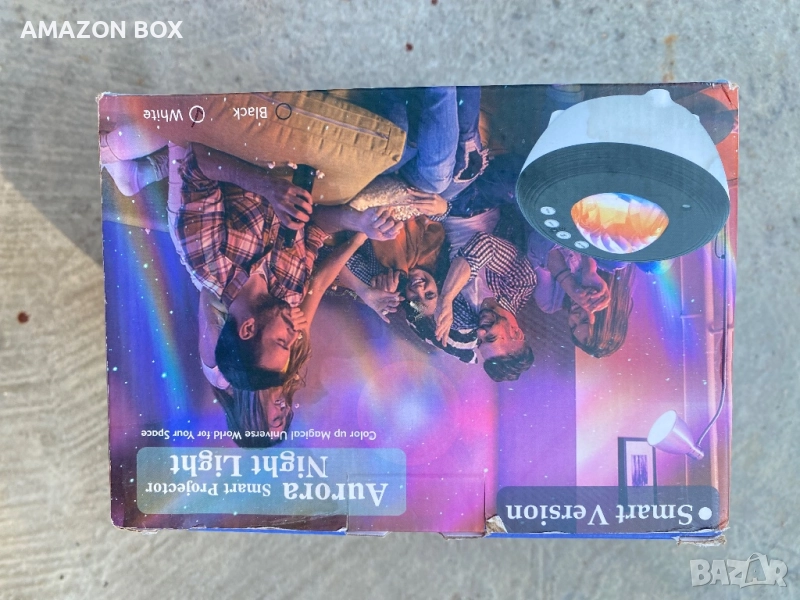 AMAZON BOX
Smart Version
Aurora Smart Projector
Night Light
Color up Magical Universe World for Your Space
Black
White
BAZAR